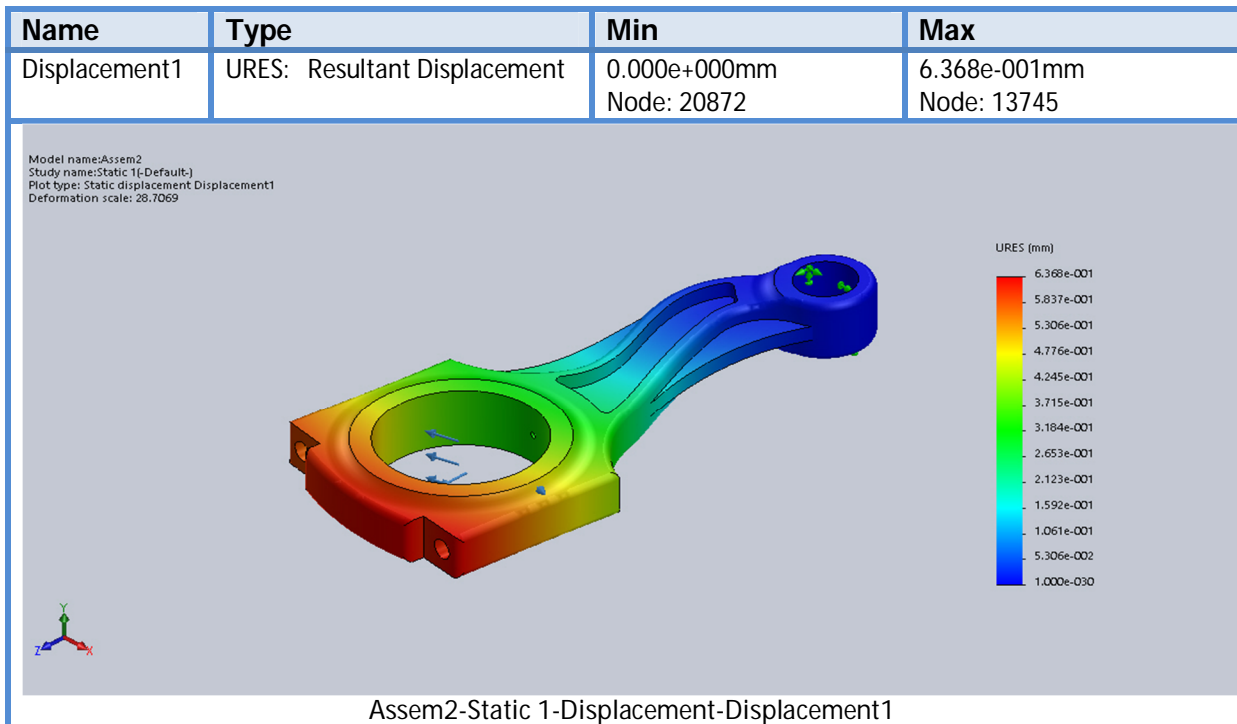 Name Type Min Max
Displacement1 URES: Resultant Displacement 0.000e+000mm 6.368e-001mm
Node: 20872 Node: 13745
Model name:Assem2
Study name:Static 1(-Default-)
Plot type: Static displacement Displacement1
Deformation scale: 28.7069
URES (mm)
6.368e-001
5.837e-001
5.306e-001
4.776e-001
4.245e-001
3.715e-001
3.184e-001
2.653e-001
2.123e-001
1.592e-001
1.061e-001
5.306e-002
1.000e-030
Y
Z X
Assem2-Static 1-Displacement-Displacement1